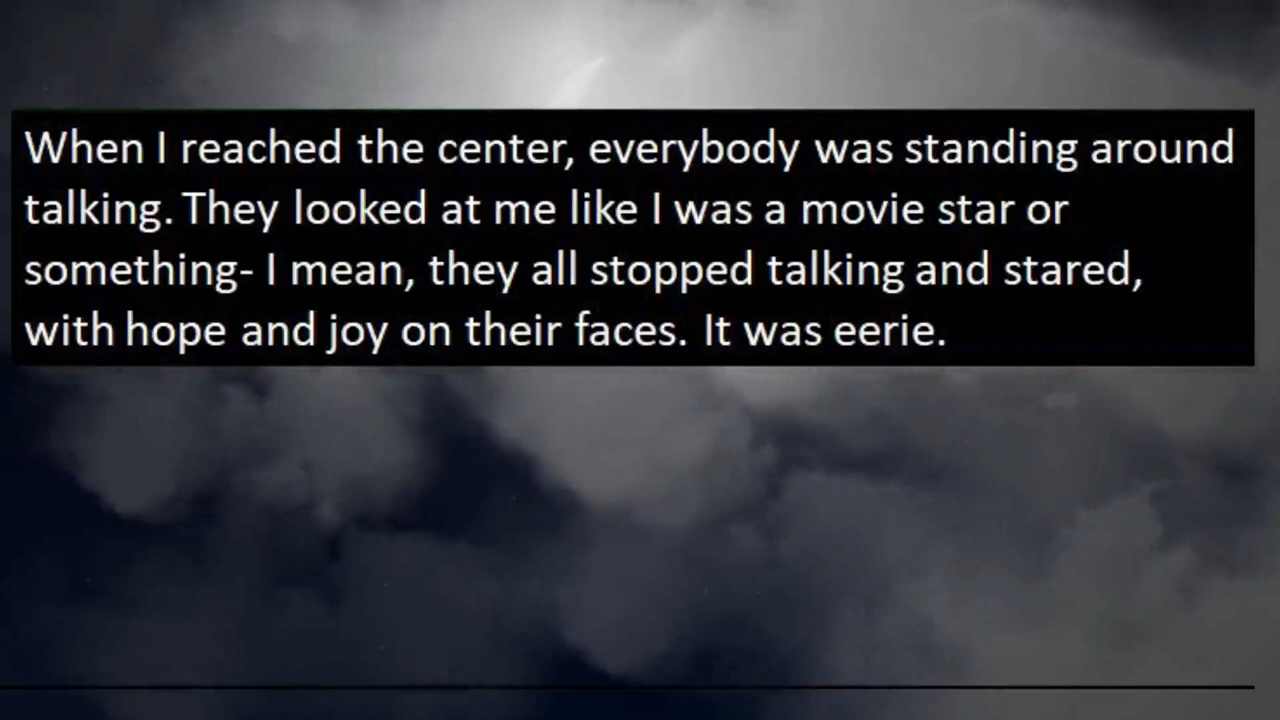 When I reached the center, everybody was standing around
talking. They looked at me like I was a movie star or
something- I mean, they all stopped talking and stared,
with hope and joy on their faces. It was eerie.